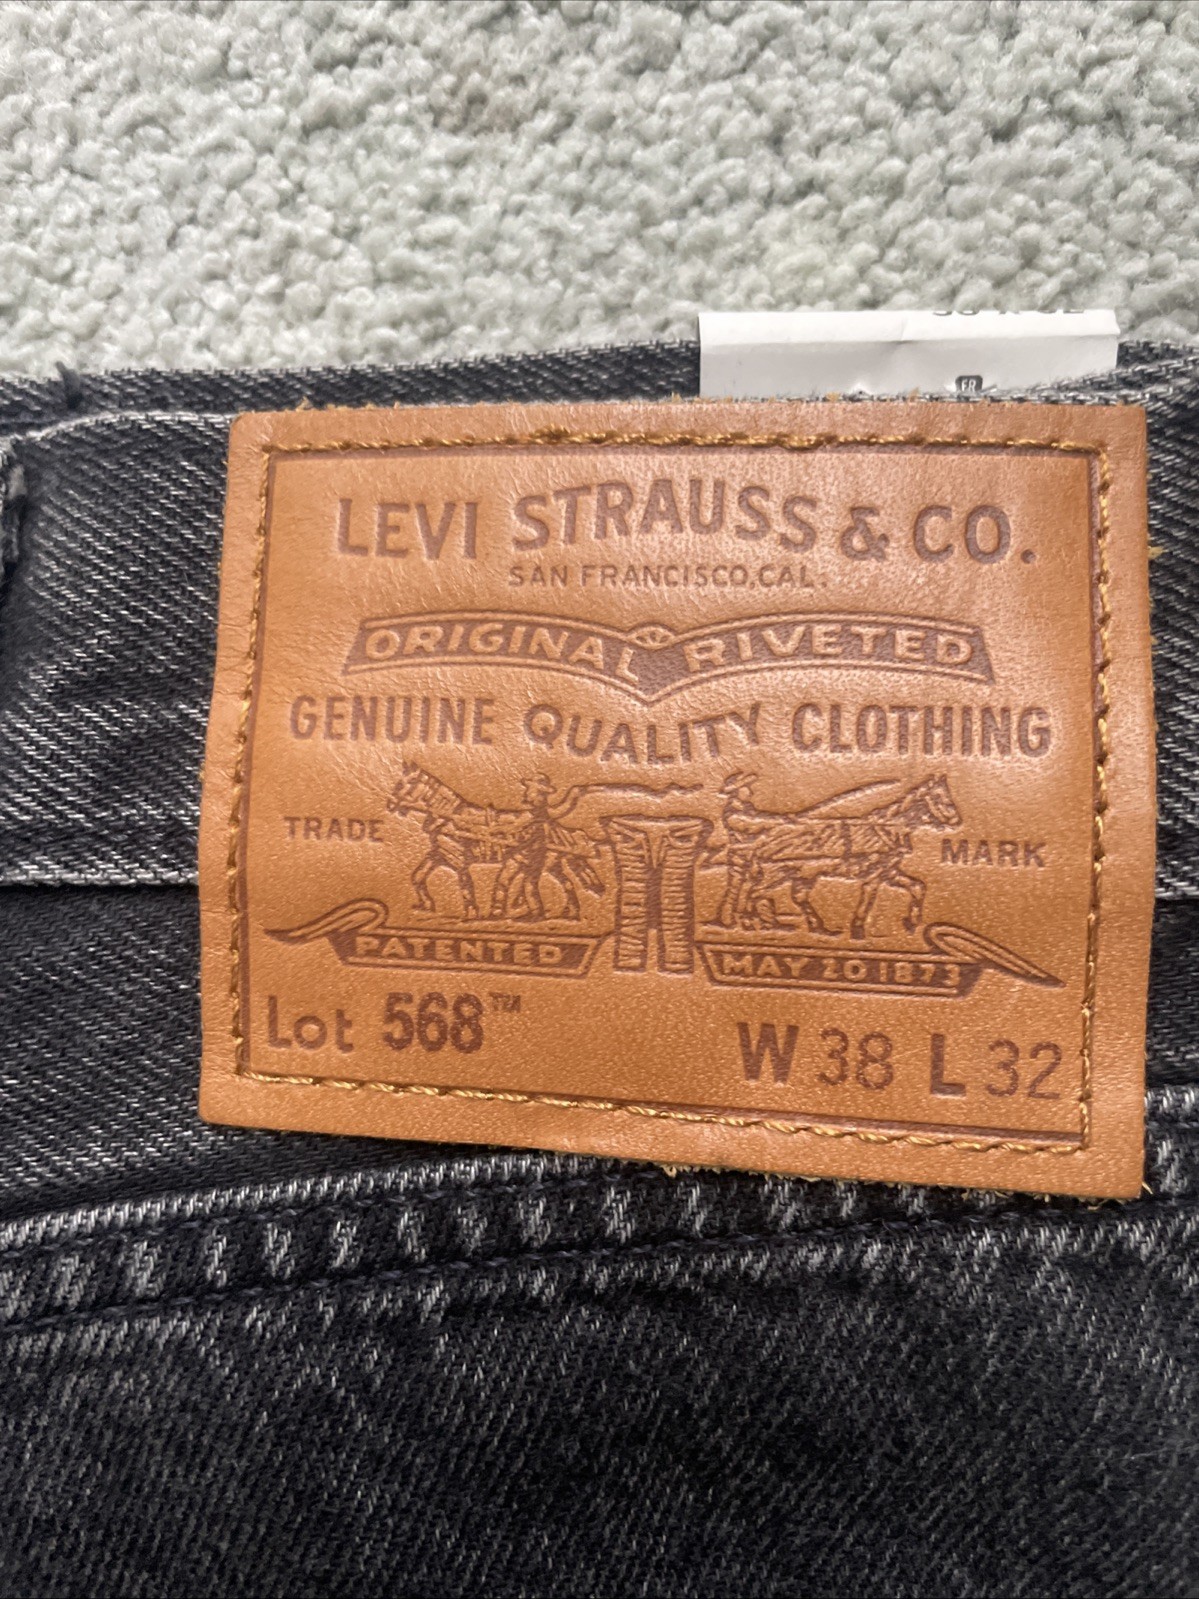 ER
LEVI STRAUSS & CO.
SAN FRANCISCO, CAL.
ORIGINAL RIVETED
GENUINE QUALITY CLOTHING
TRADE MARK
PATENTED MAY 20 1873
Lot 568™ W 38 L 32